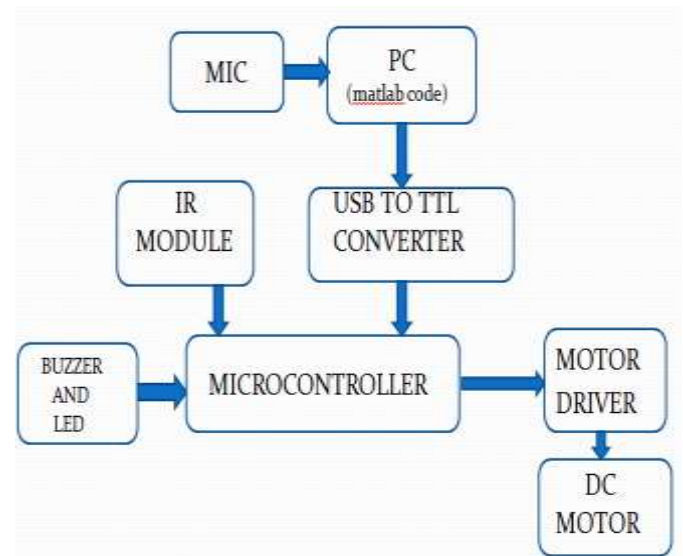 MIC
PC
(matlab code)
IR
MODULE
USB TO TTL
CONVERTER
BUZZER
AND
LED
MICROCONTROLLER
MOTOR
DRIVER
DC
MOTOR